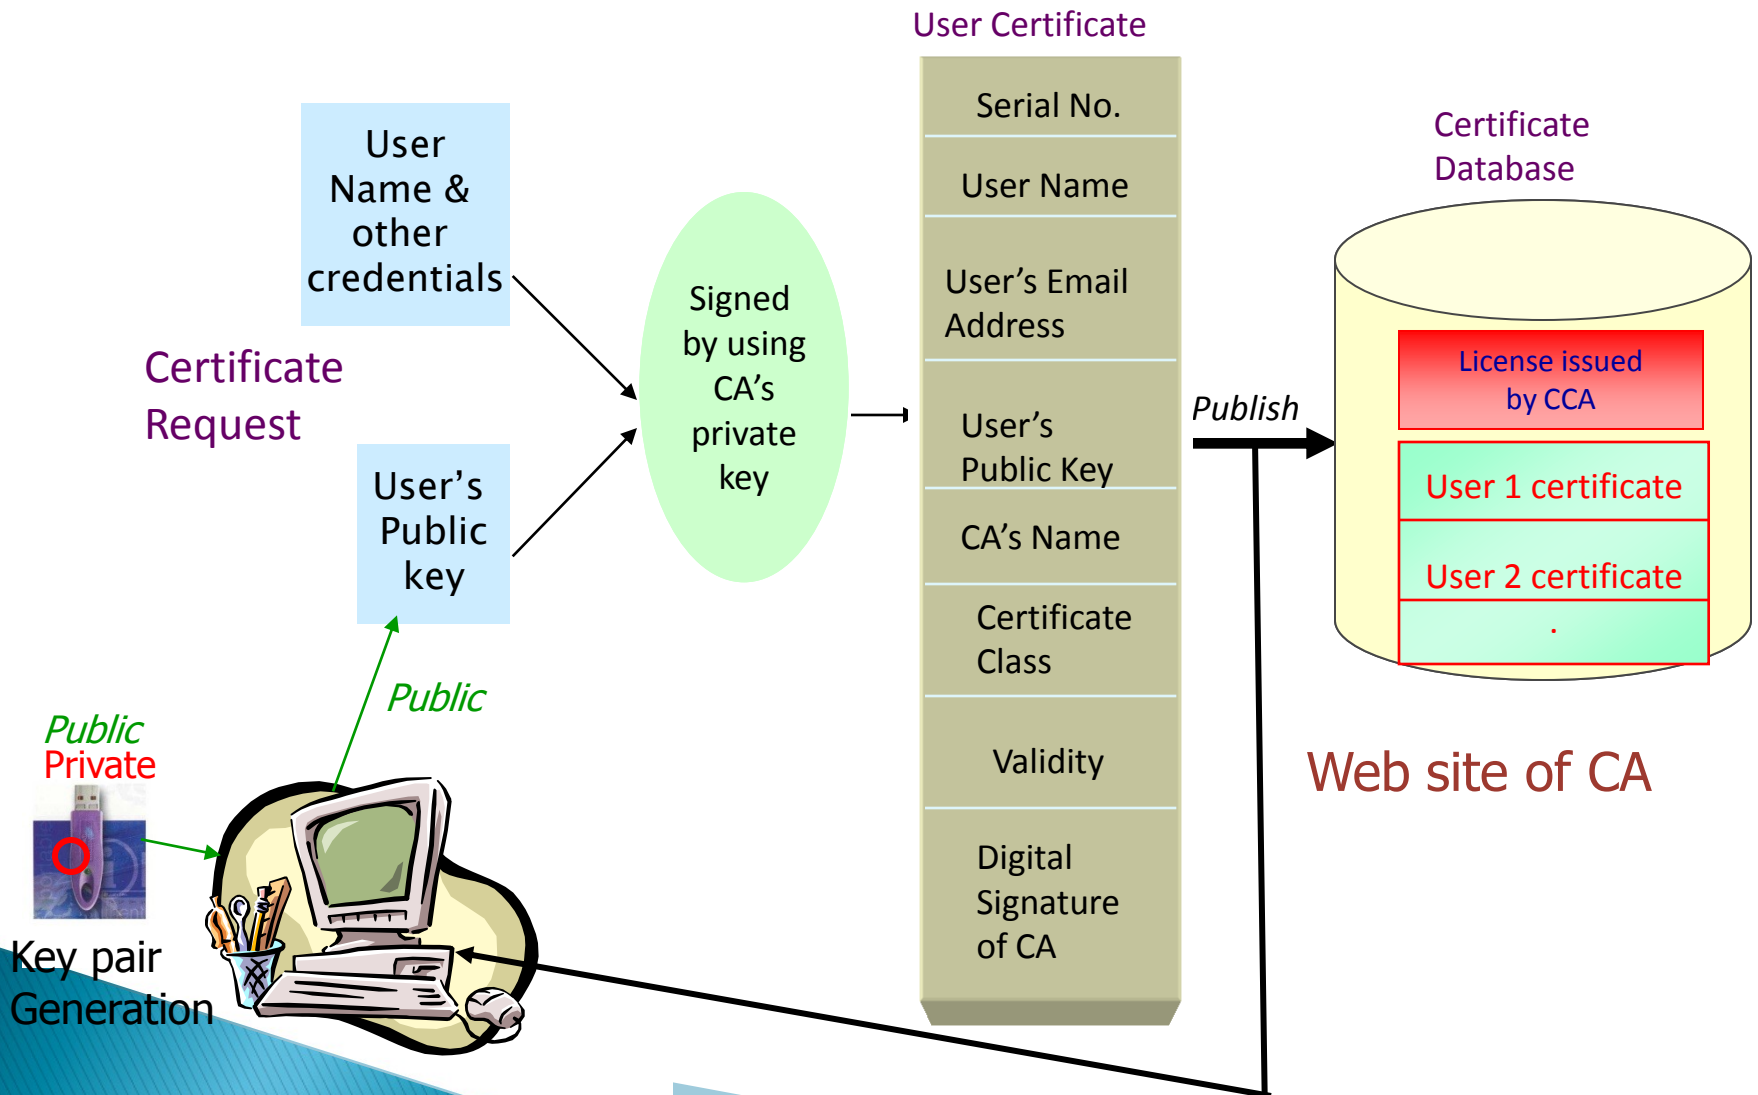 User Certificate
Serial No.
User Name
User's Email
Address
User's
Public Key
CA's Name
Certificate
Class
Validity
Digital
Signature
of CA
User
Name &
other
credentials
Certificate
Request
User's
Public
key
Signed
by using
CA's
private
key
Public
Public
Private
Key pair
Generation
Publish
Certificate
Database
License issued
by CCA
User 1 certificate
User 2 certificate
.
Web site of CA